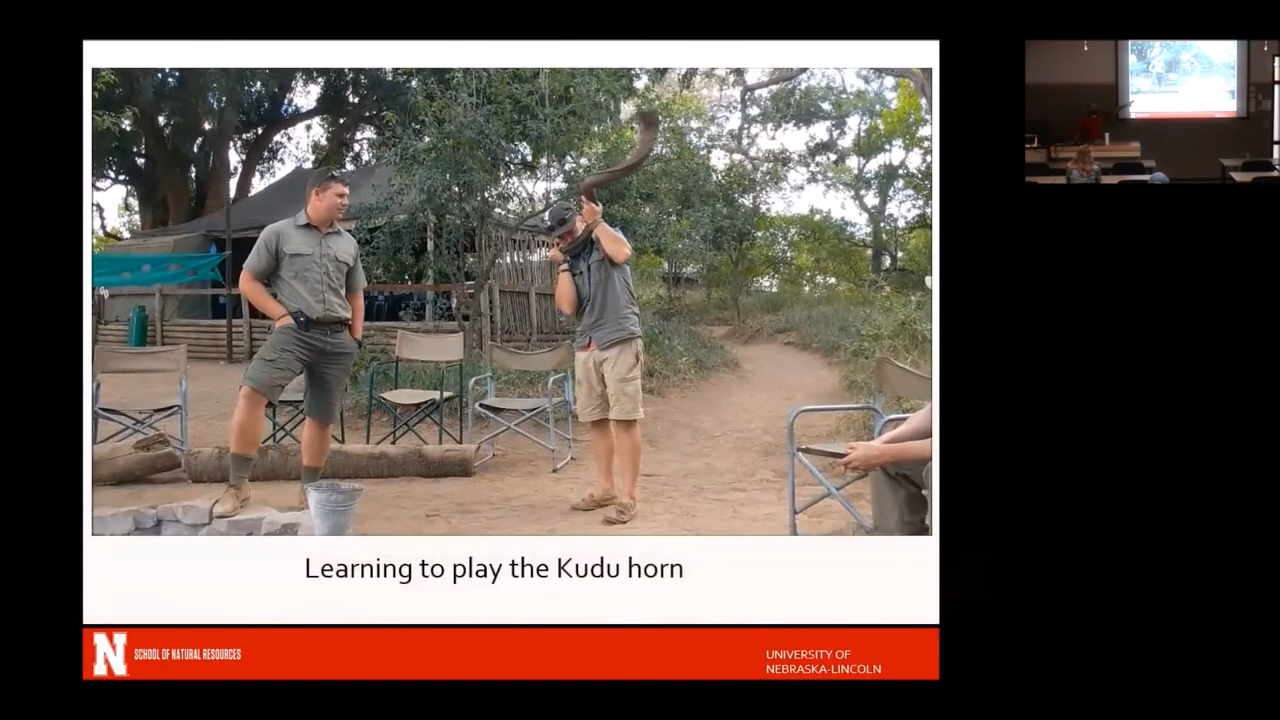 Learning to play the Kudu horn
N SCHOOL OF NATURAL RESOURCES
UNIVERSITY OF
NEBRASKA-LINCOLN